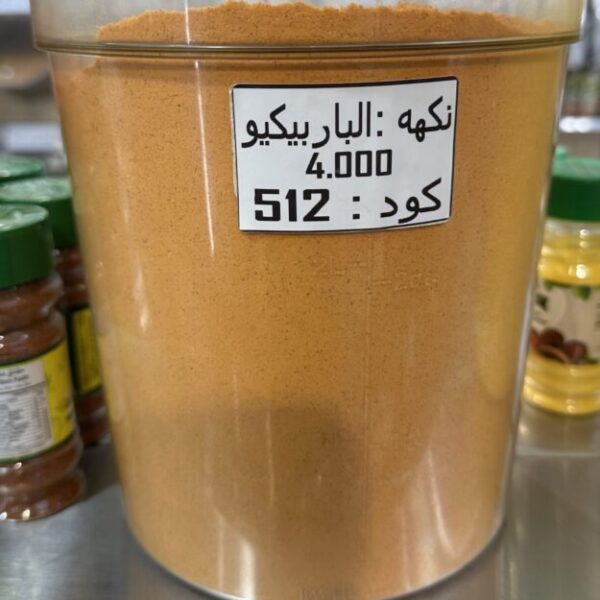 نكهه :الباربيكيو
4.000
كود : 512